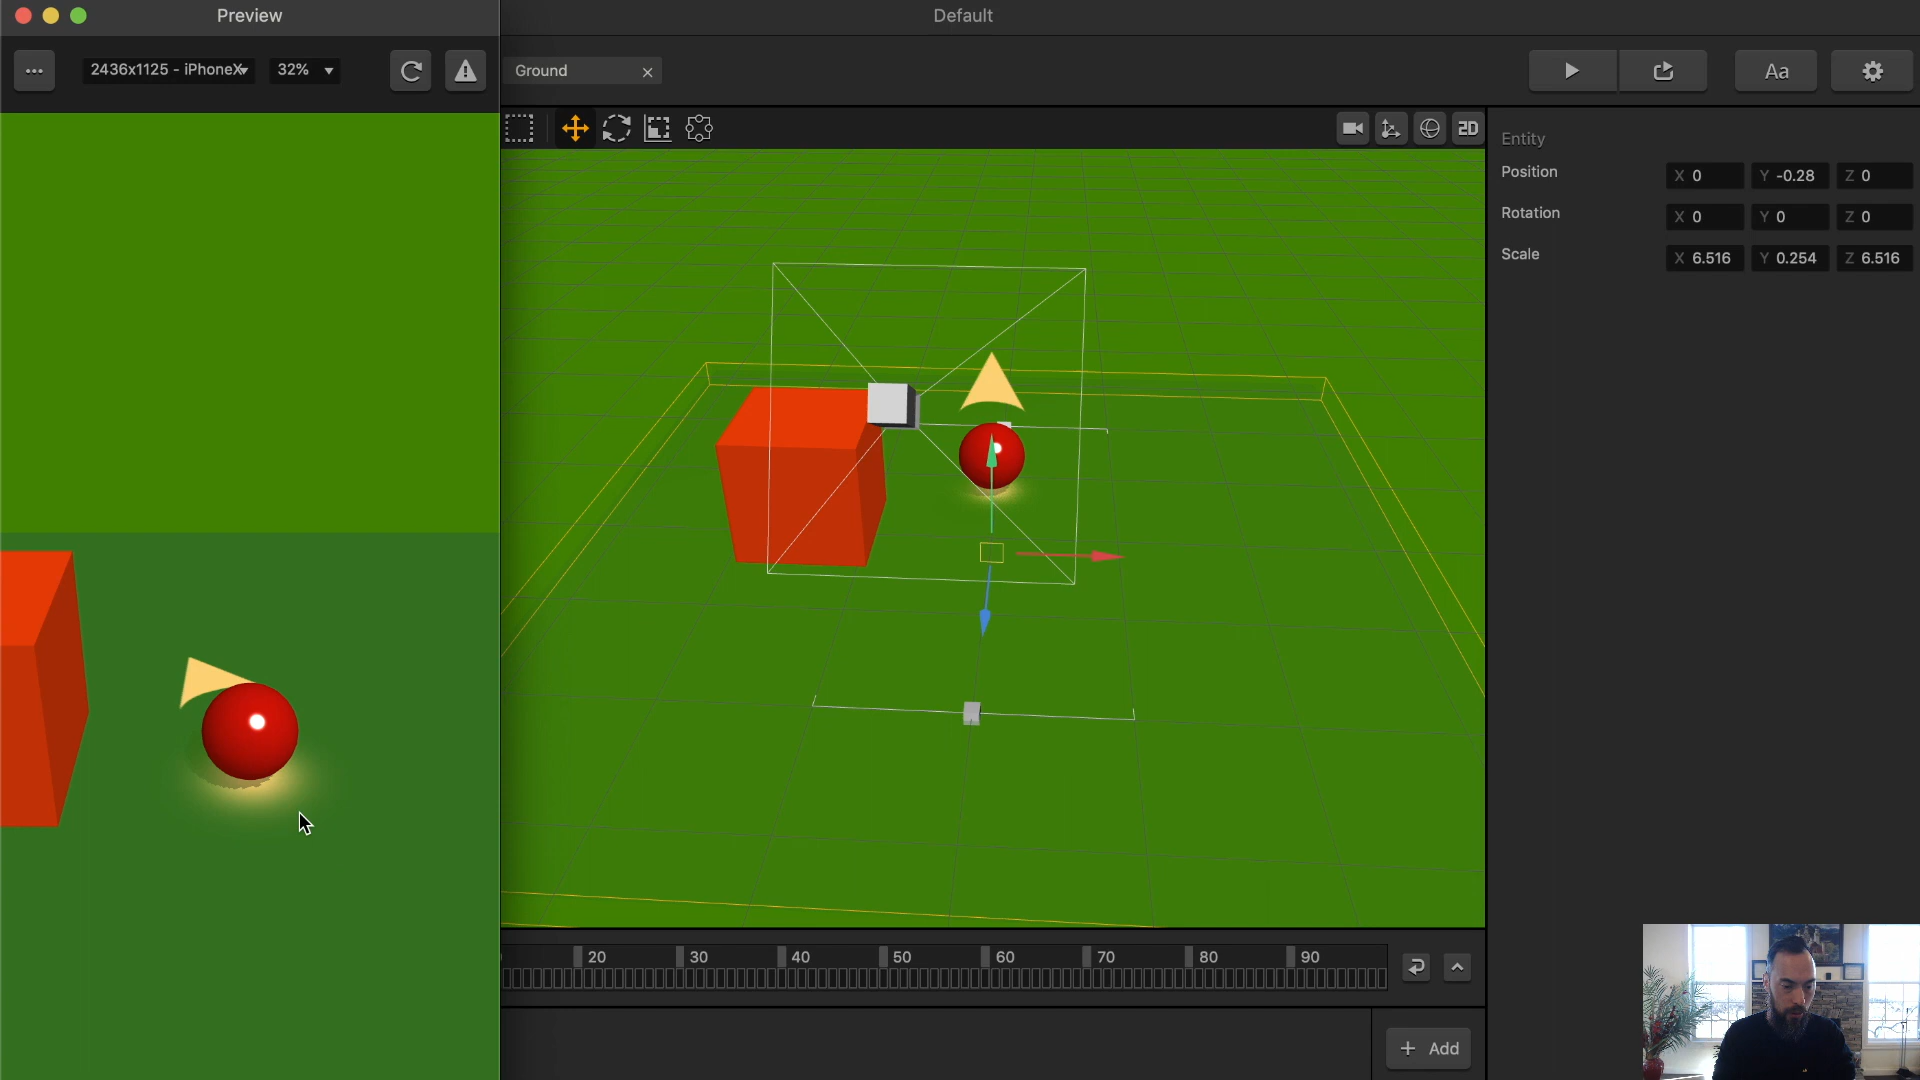 Preview
Default
2436x1125 - iPhoneX
32%
Ground
Aa
2D
Entity
Position
X 0
Y -0.28
Z 0
Rotation
X 0
Y 0
Z 0
Scale
X 6.516
Y 0.254
Z 6.516
20 30 40 50 60 70 80 90
+ Add